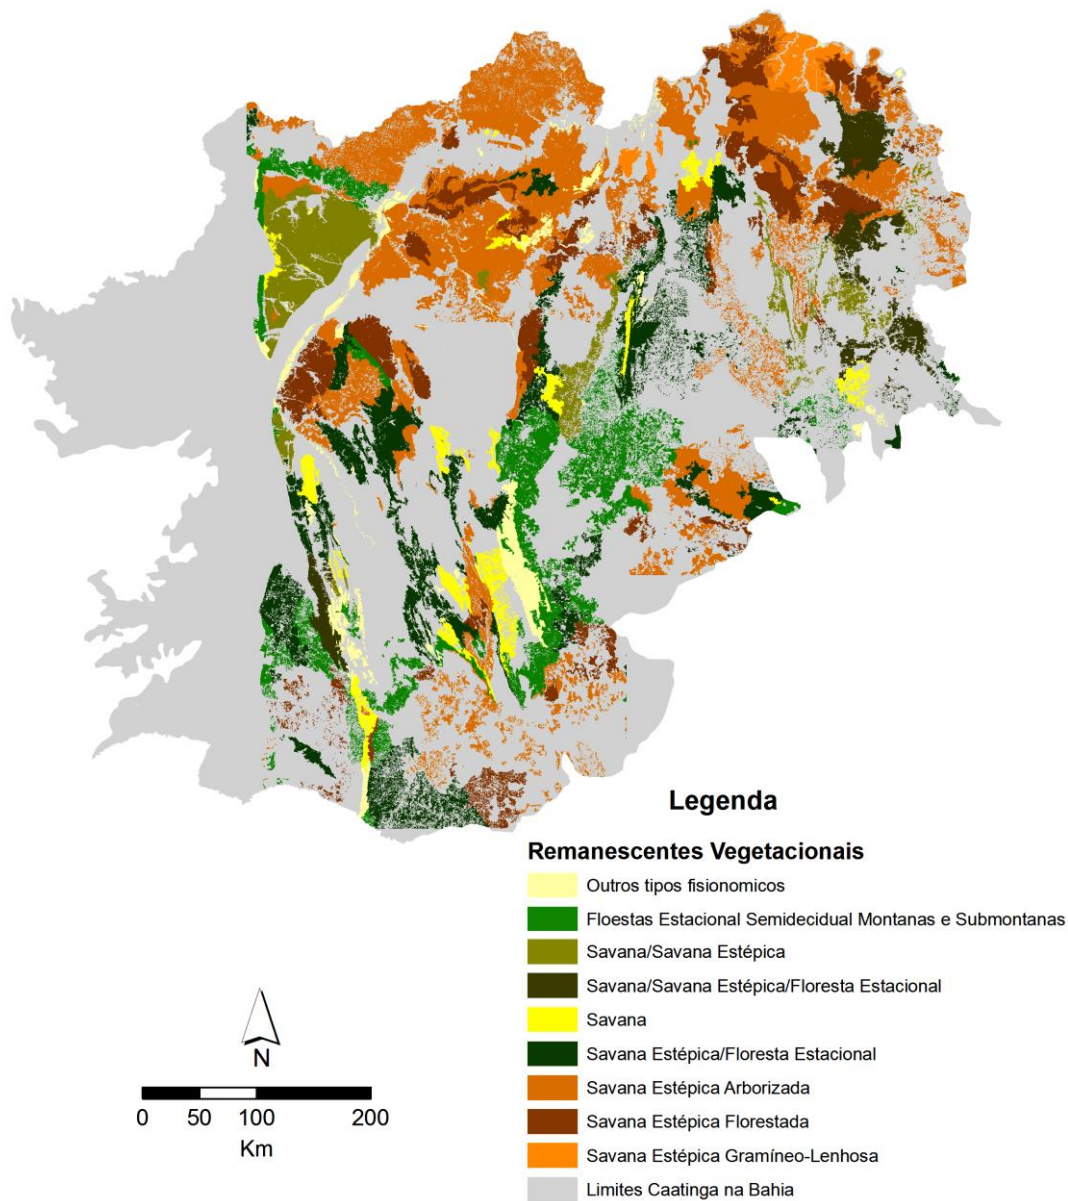 Legenda
Remanescentes Vegetacionais
Outros tipos fisionomicos
Floestas Estacional Semidecidual Montanas e Submontanas
Savana/Savana Estépica
Savana/Savana Estépica/Floresta Estacional
Savana
Savana Estépica/Floresta Estacional
Savana Estépica Arborizada
Savana Estépica Florestada
Savana Estépica Gramíneo-Lenhosa
Limites Caatinga na Bahia
N
0 50 100 200
Km